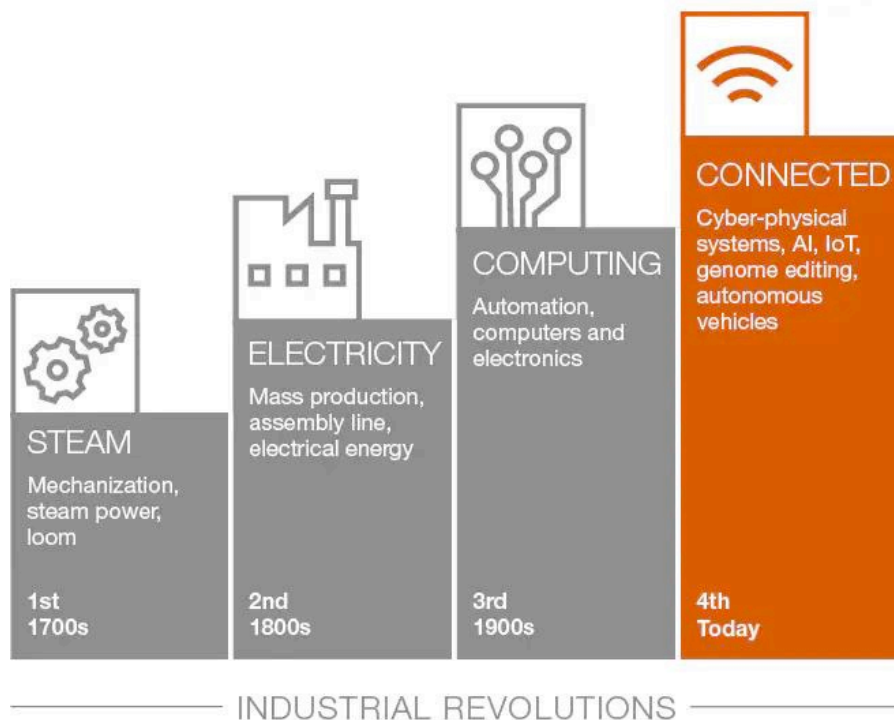 STEAM
Mechanization,
steam power,
loom
1st
1700s
ELECTRICITY
Mass production,
assembly line,
electrical energy
2nd
1800s
COMPUTING
Automation,
computers and
electronics
3rd
1900s
CONNECTED
Cyber-physical
systems, AI, IoT,
genome editing,
autonomous
vehicles
4th
Today
INDUSTRIAL REVOLUTIONS